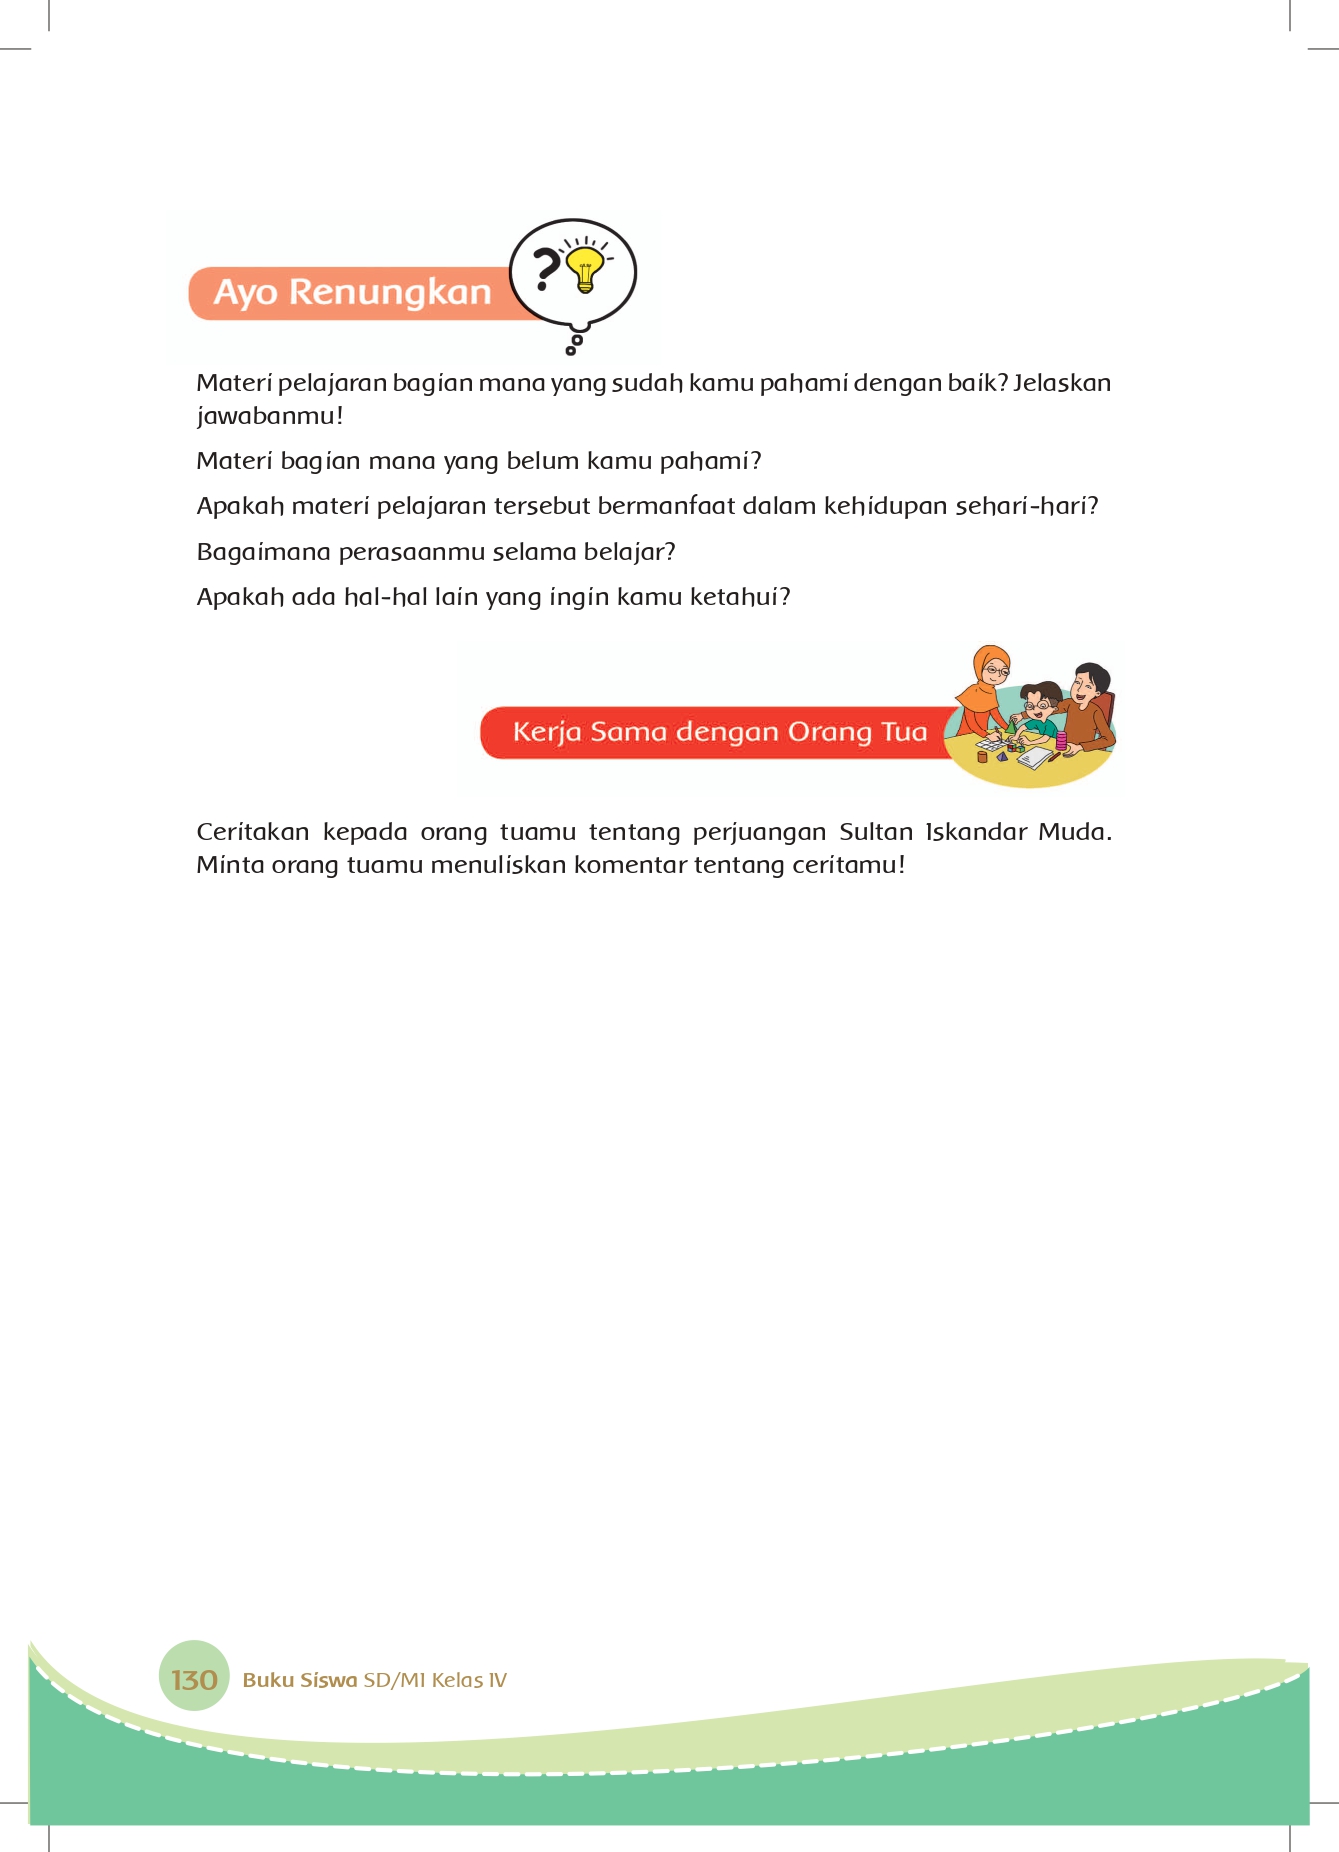 Ayo Renungkan
?
Materi pelajaran bagian mana yang sudah kamu pahami dengan baik? Jelaskan
jawabanmu!
Materi bagian mana yang belum kamu pahami?
Apakah materi pelajaran tersebut bermanfaat dalam kehidupan sehari-hari?
Bagaimana perasaanmu selama belajar?
Apakah ada hal-hal lain yang ingin kamu ketahui?
Kerja Sama dengan Orang Tua
Ceritakan kepada orang tuamu tentang perjuangan Sultan Iskandar Muda.
Minta orang tuamu menuliskan komentar tentang ceritamu!
130 Buku Siswa SD/MI Kelas IV